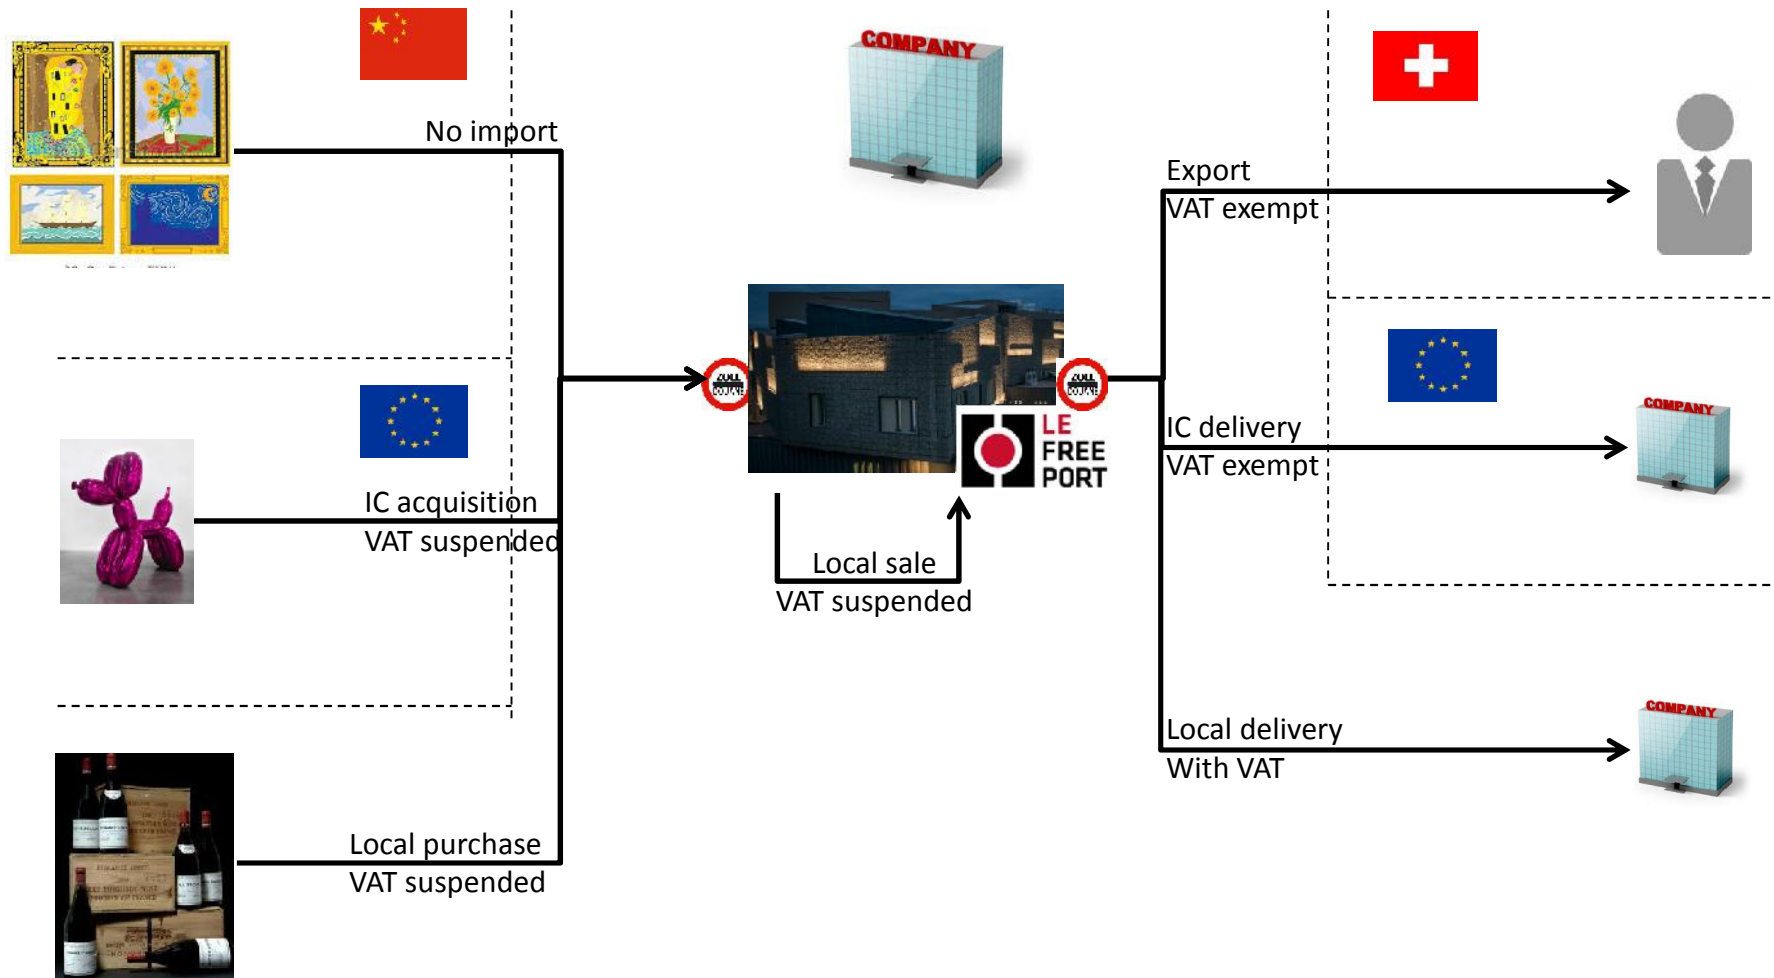 COMPANY
No import
Export
VAT exempt
LE
FREE
PORT
COMPANY
IC delivery
VAT exempt
IC acquisition
VAT suspended
Local sale
VAT suspended
COMPANY
Local delivery
With VAT
Local purchase
VAT suspended